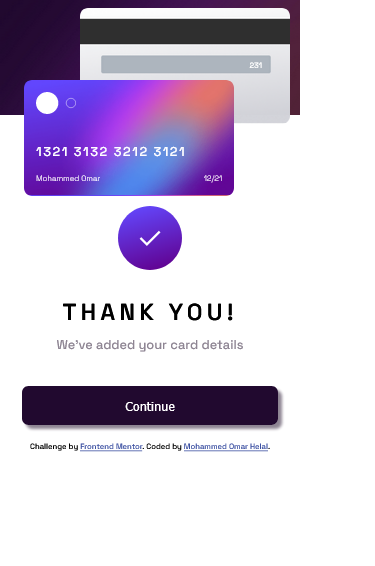 231
1321 3132 3212 3121
Mohammed Omar 12/21
THANK YOU!
We've added your card details
Continue
Challenge by Frontend Mentor. Coded by Mohammed Omar Helal.